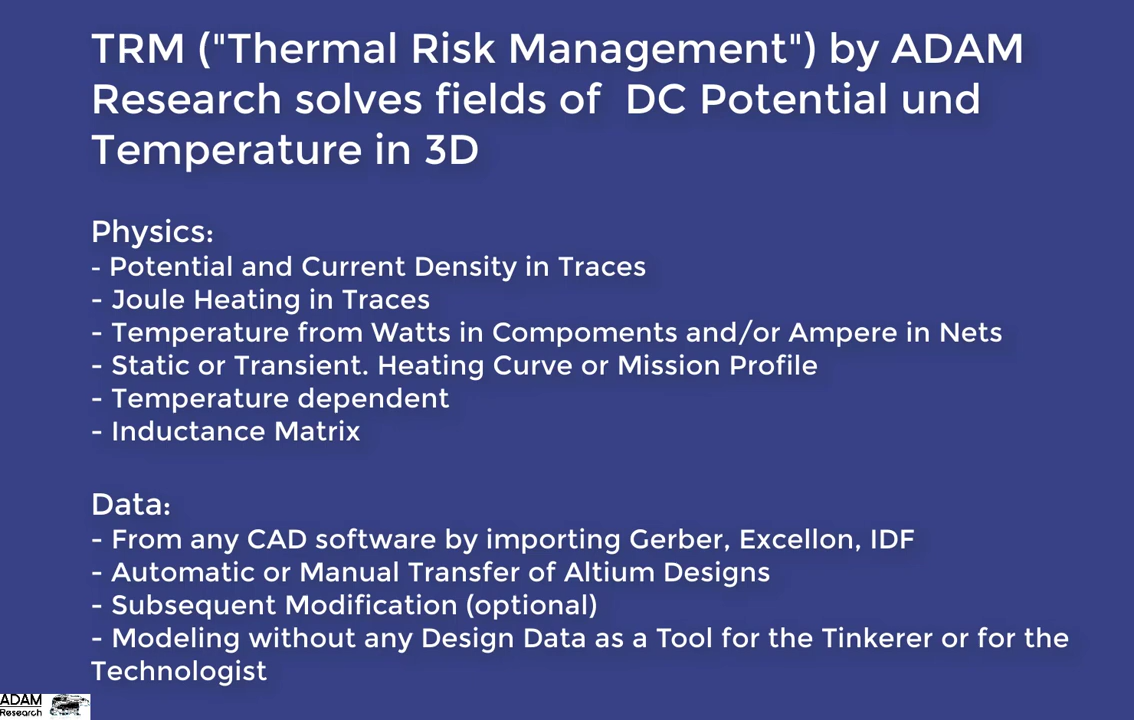 TRM ("Thermal Risk Management") by ADAM
Research solves fields of  DC Potential und
Temperature in 3D
Physics:
- Potential and Current Density in Traces
- Joule Heating in Traces
- Temperature from Watts in Compoments and/or Ampere in Nets
- Static or Transient. Heating Curve or Mission Profile
- Temperature dependent
- Inductance Matrix
Data:
- From any CAD software by importing Gerber, Excellon, IDF
- Automatic or Manual Transfer of Altium Designs
- Subsequent Modification (optional)
- Modeling without any Design Data as a Tool for the Tinkerer or for the
Technologist
ADAM
Research